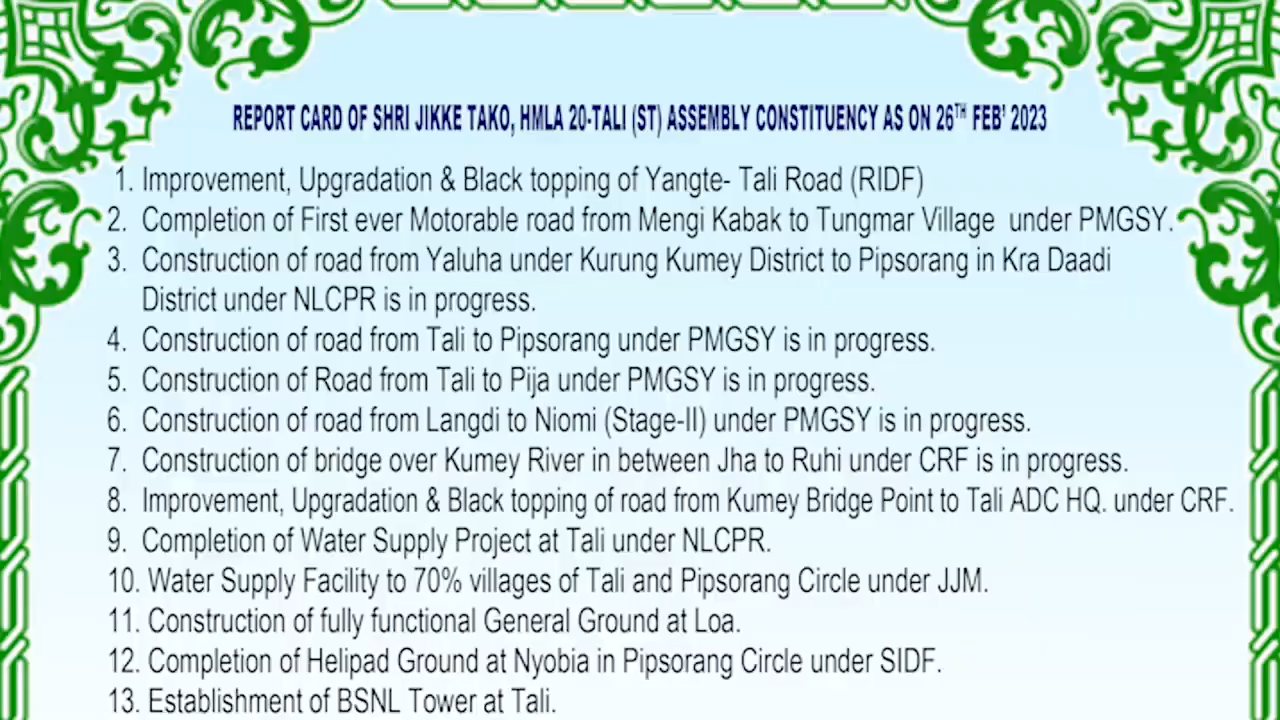 REPORT CARD OF SHRI JIKKE TAKO, HMLA 20-TALI (ST) ASSEMBLY CONSTITUENCY AS ON 26TH FEB' 2023
1. Improvement, Upgradation & Black topping of Yangte- Tali Road (RIDF)
2. Completion of First ever Motorable road from Mengi Kabak to Tungmar Village under PMGSY.
3. Construction of road from Yaluha under Kurung Kumey District to Pipsorang in Kra Daadi
District under NLCPR is in progress.
4. Construction of road from Tali to Pipsorang under PMGSY is in progress.
5. Construction of Road from Tali to Pija under PMGSY is in progress.
6. Construction of road from Langdi to Niomi (Stage-II) under PMGSY is in progress.
7. Construction of bridge over Kumey River in between Jha to Ruhi under CRF is in progress.
8. Improvement, Upgradation & Black topping of road from Kumey Bridge Point to Tali ADC HQ. under CRF.
9. Completion of Water Supply Project at Tali under NLCPR.
10. Water Supply Facility to 70% villages of Tali and Pipsorang Circle under JJM.
11. Construction of fully functional General Ground at Loa.
12. Completion of Helipad Ground at Nyobia in Pipsorang Circle under SIDF.
13. Establishment of BSNL Tower at Tali.